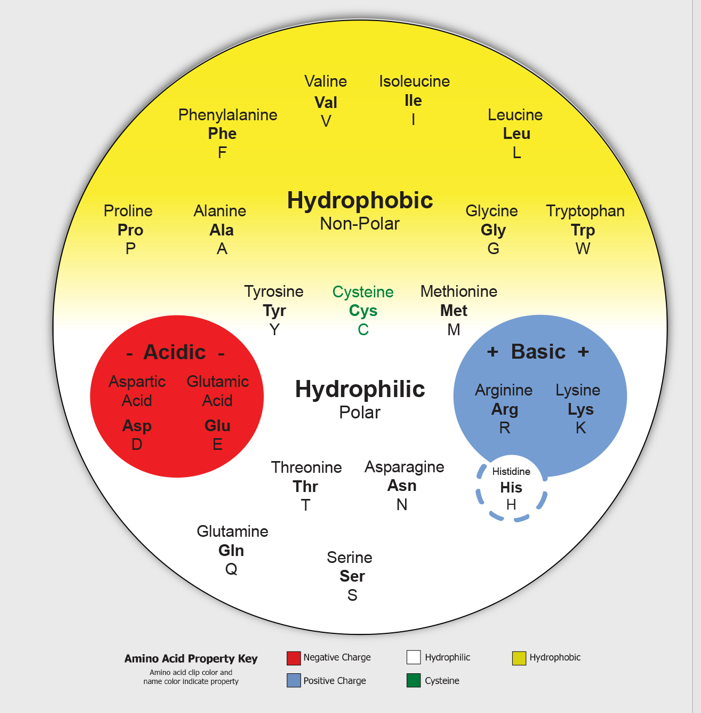 Valine
Val
V
Isoleucine
Ile
I
Phenylalanine
Phe
F
Leucine
Leu
L
Hydrophobic
Non-Polar
Proline
Pro
P
Alanine
Ala
A
Glycine
Gly
G
Tryptophan
Trp
W
Tyrosine
Tyr
Y
Cysteine
Cys
C
Methionine
Met
M
- Acidic -
Aspartic
Acid
Asp
D
Glutamic
Acid
Glu
E
Hydrophilic
Polar
+ Basic +
Arginine
Arg
R
Lysine
Lys
K
Histidine
His
H
Threonine
Thr
T
Asparagine
Asn
N
Glutamine
Gln
Q
Serine
Ser
S
Amino Acid Property Key
Amino acid clip color and
name color indicate property
Negative Charge
Hydrophilic
Hydrophobic
Positive Charge
Cysteine